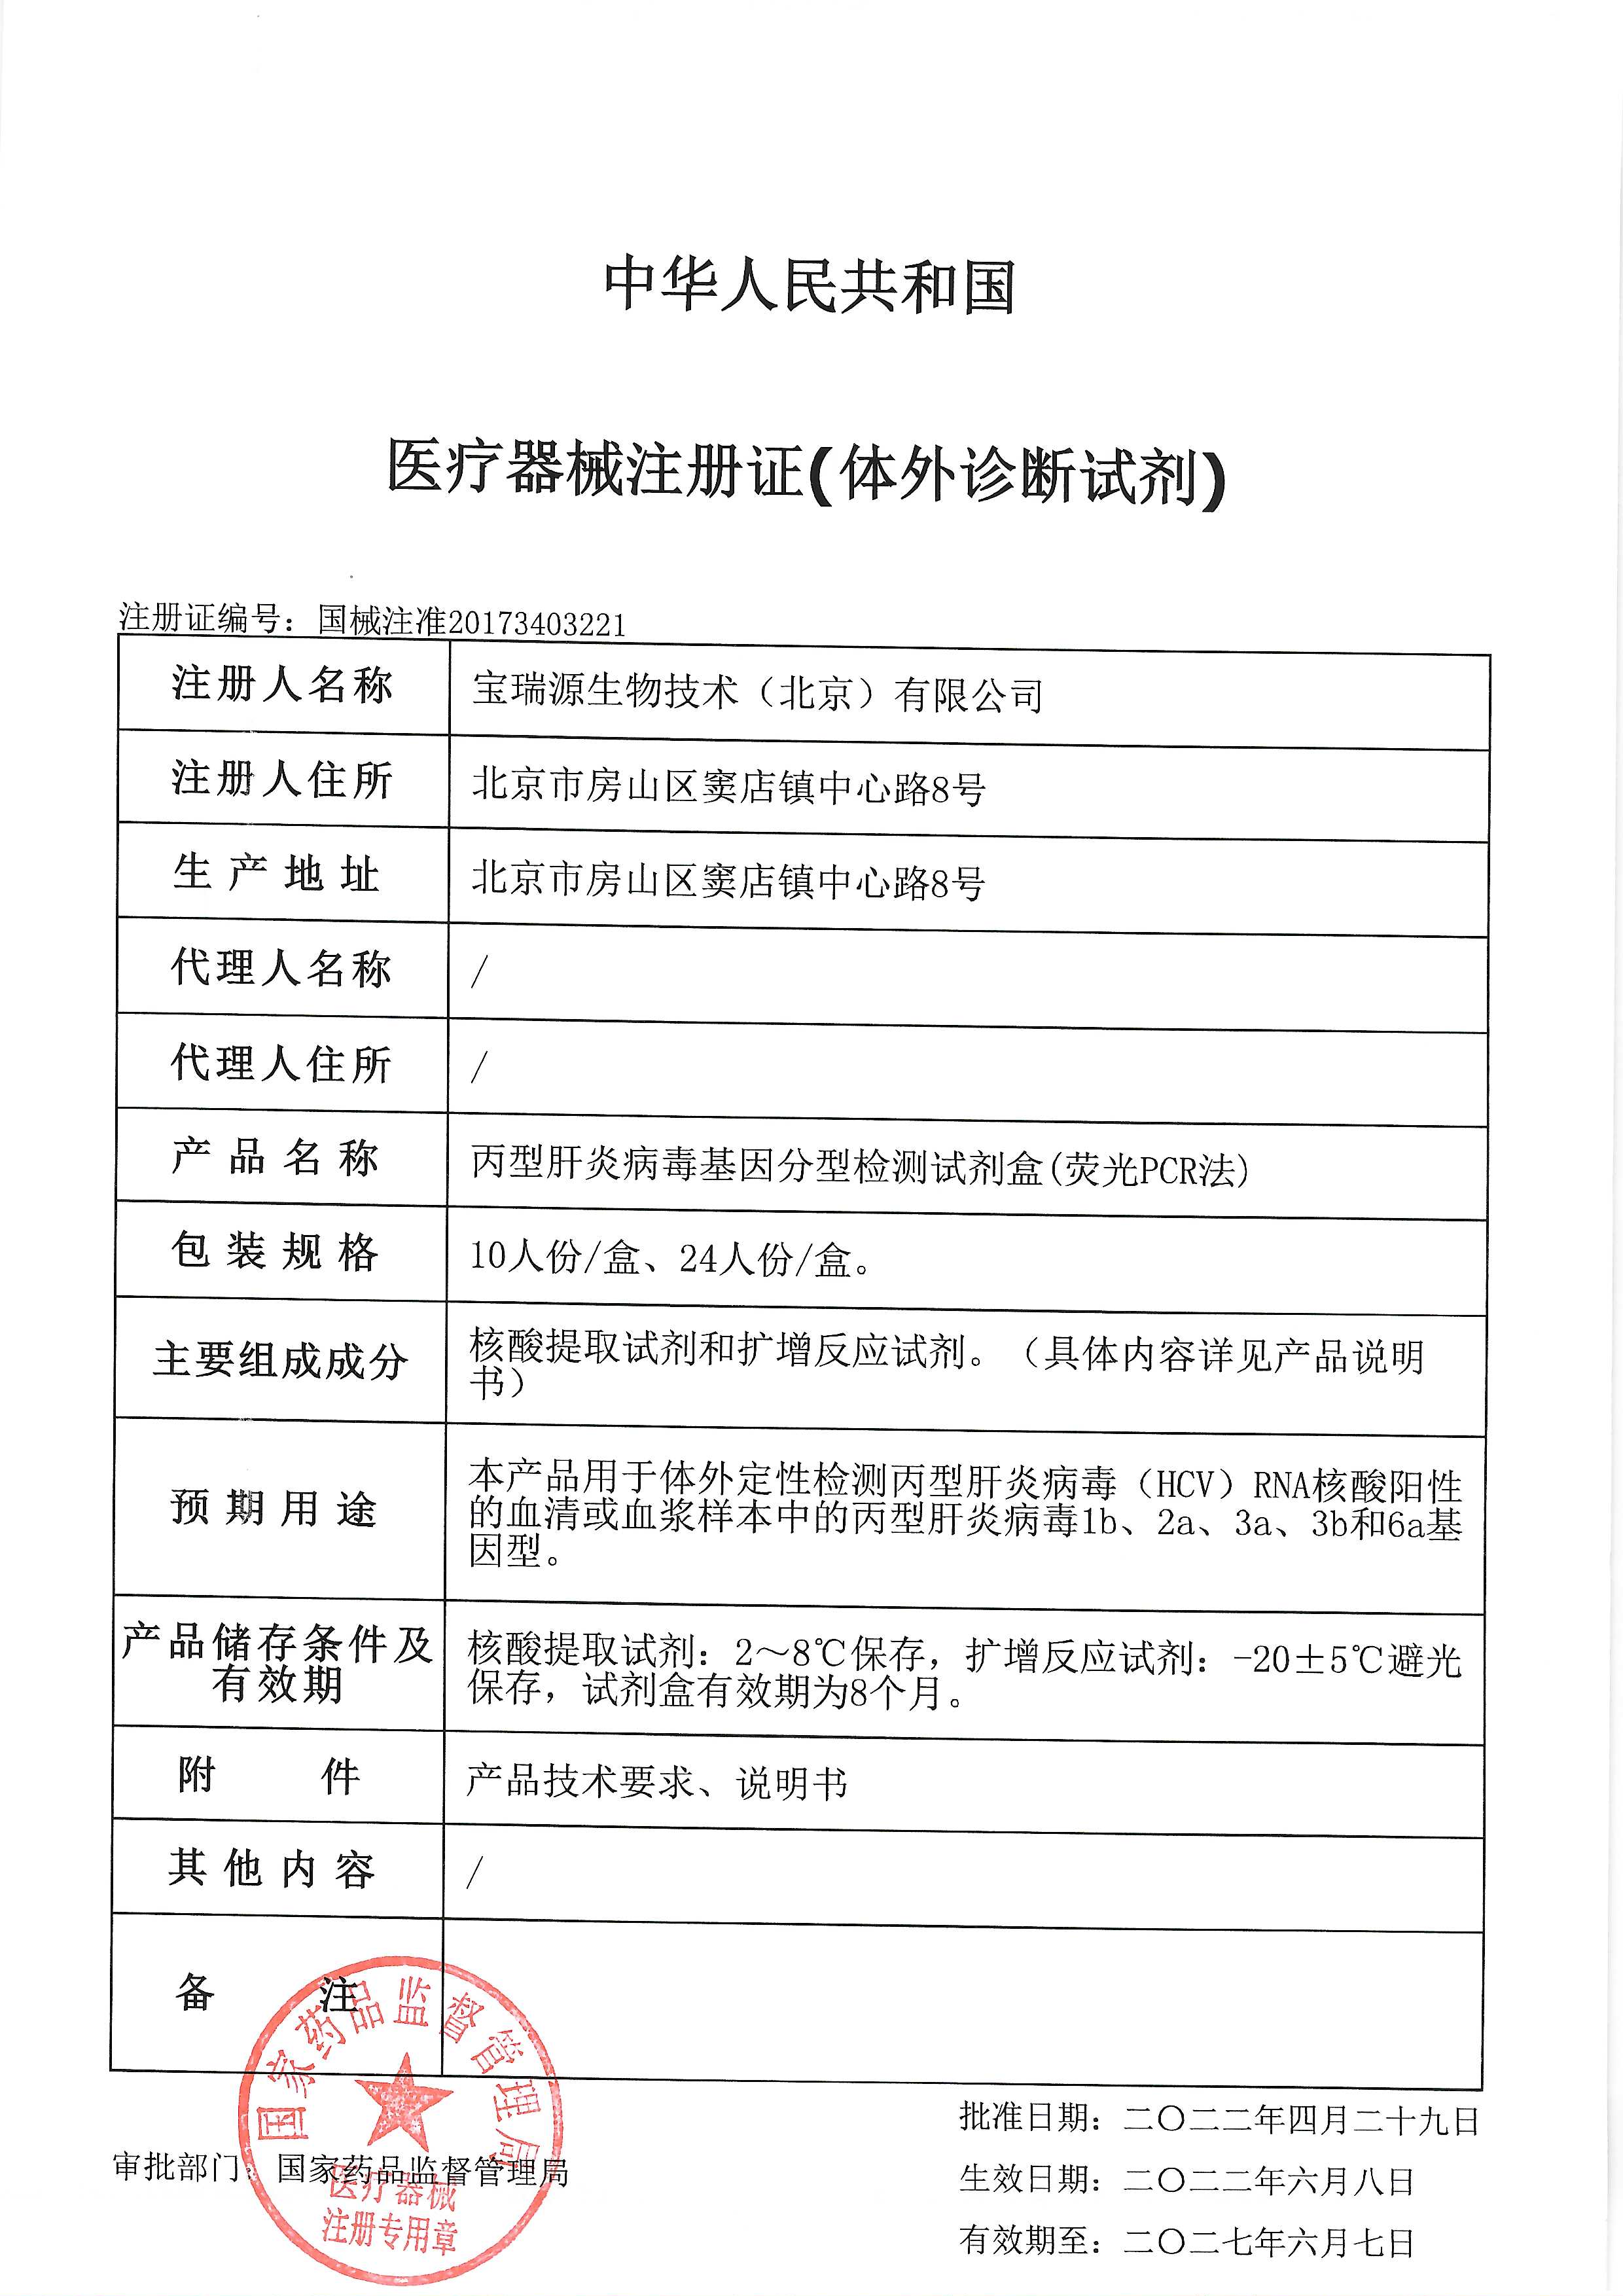 中华人民共和国
医疗器械注册证(体外诊断试剂)
注册证编号：国械注准20173403221
注册人名称 宝瑞源生物技术（北京）有限公司
注册人住所 北京市房山区窦店镇中心路8号
生产地址 北京市房山区窦店镇中心路8号
代理人名称 /
代理人住所 /
产品名称 丙型肝炎病毒基因分型检测试剂盒(荧光PCR法)
包装规格 10人份/盒、24人份/盒。
主要组成成分 核酸提取试剂和扩增反应试剂。（具体内容详见产品说明
书）
预期用途 本产品用于体外定性检测丙型肝炎病毒（HCV）RNA核酸阳性
的血清或血浆样本中的丙型肝炎病毒1b、2a、3a、3b和6a基
因型。
产品储存条件及
有效期
核酸提取试剂：2～8℃保存，扩增反应试剂：-20±5℃避光
保存，试剂盒有效期为8个月。
附件 产品技术要求、说明书
其他内容 /
备注
国家药品监督管理局
医疗器械
注册专用章
审批部门：国家药品监督管理局
批准日期：二〇二二年四月二十九日
生效日期：二〇二二年六月八日
有效期至：二〇二七年六月七日